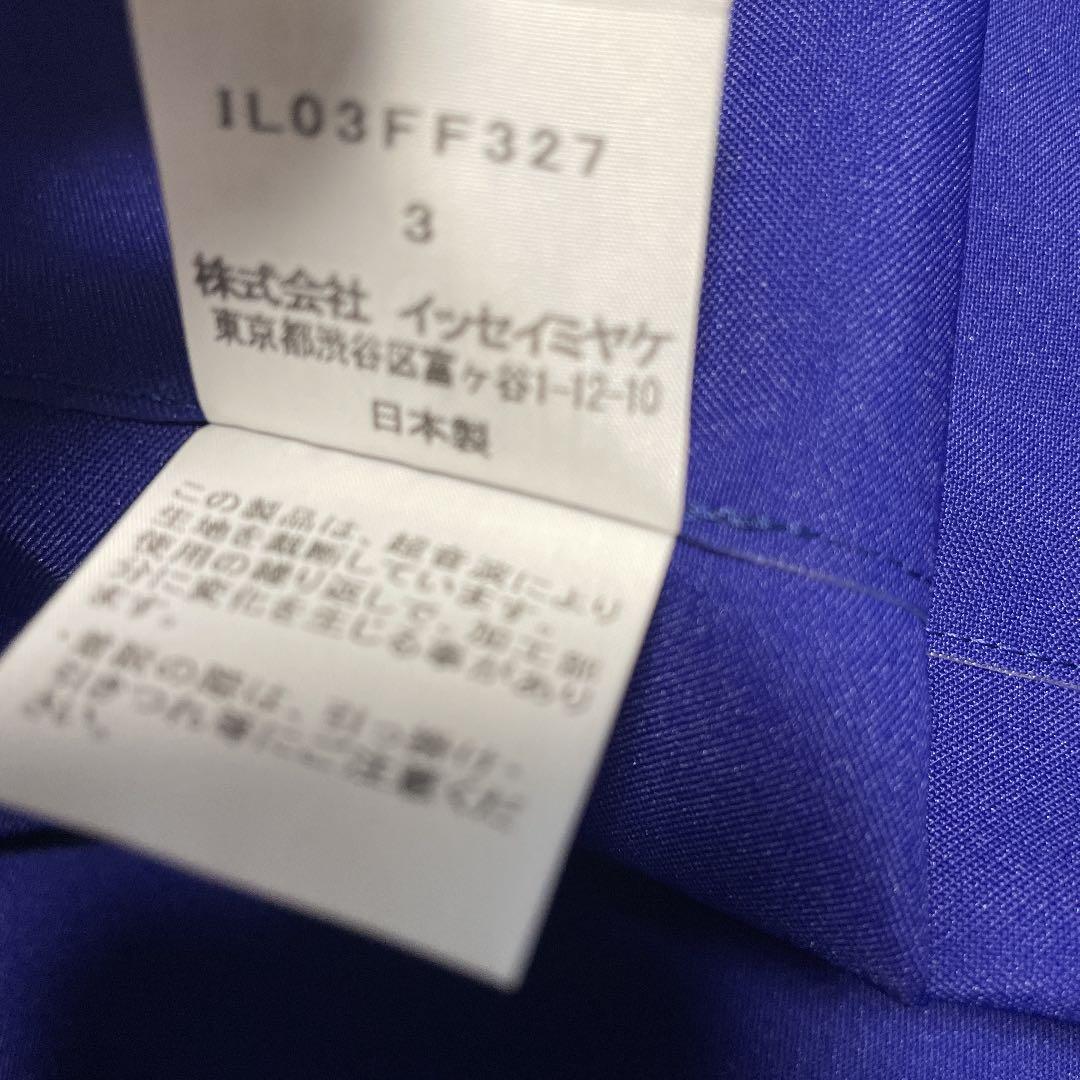 IL03FF327
3
株式会社 イッセイミヤケ
東京都渋谷区富ヶ谷1-12-10
日本製
この製品は、超音波により
生地を裁断しています。
使用の繰り返しで、加工部
分に変化を生じる事があり
ます。
・着用の際は、引っ掛け、
引きつれ等にご注意くだ
さい。